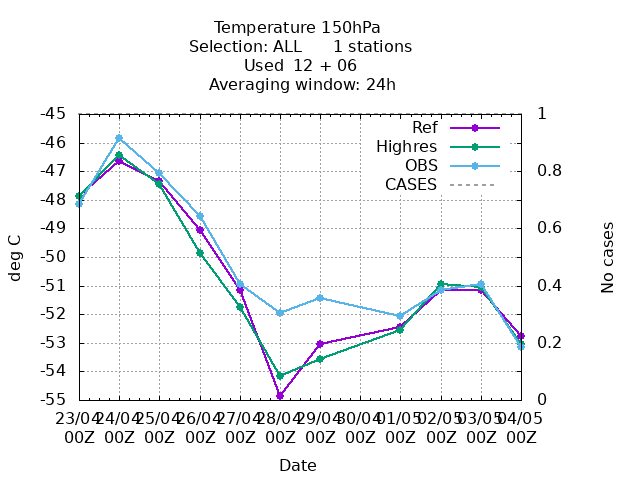 Temperature 150hPa
Selection: ALL 1 stations
Used 12 + 06
Averaging window: 24h
-45
-46
-47
-48
-49
-50
-51
-52
-53
-54
-55
deg C
Ref
Highres
OBS
CASES
1
0.8
0.6
0.4
0.2
0
No cases
23/04 24/04 25/04 26/04 27/04 28/04 29/04 30/04 01/05 02/05 03/05 04/05
00Z 00Z 00Z 00Z 00Z 00Z 00Z 00Z 00Z 00Z 00Z 00Z
Date